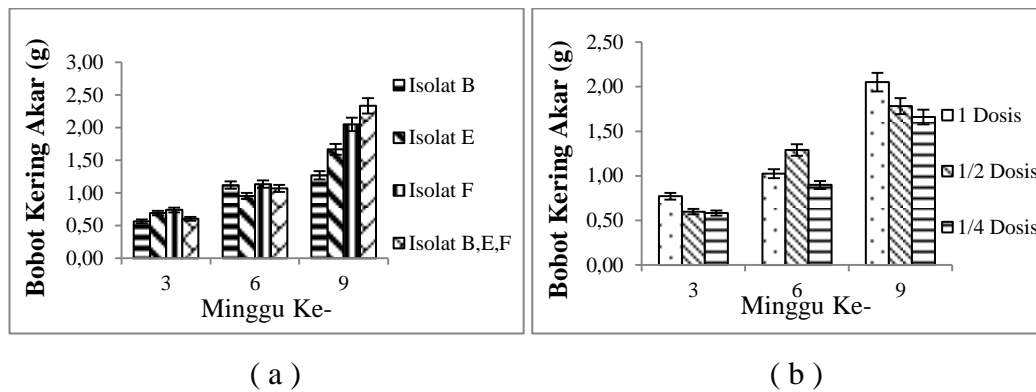 Bobot Kering Akar (g)
3,00
2,50
2,00
1,50
1,00
0,50
0,00
3
6
9
Minggu Ke-
Isolat B
Isolat E
Isolat F
Isolat B,E,F
( a )
Bobot Kering Akar (g)
2,50
2,00
1,50
1,00
0,50
0,00
3
6
9
Minggu Ke-
1 Dosis
1/2 Dosis
1/4 Dosis
( b )